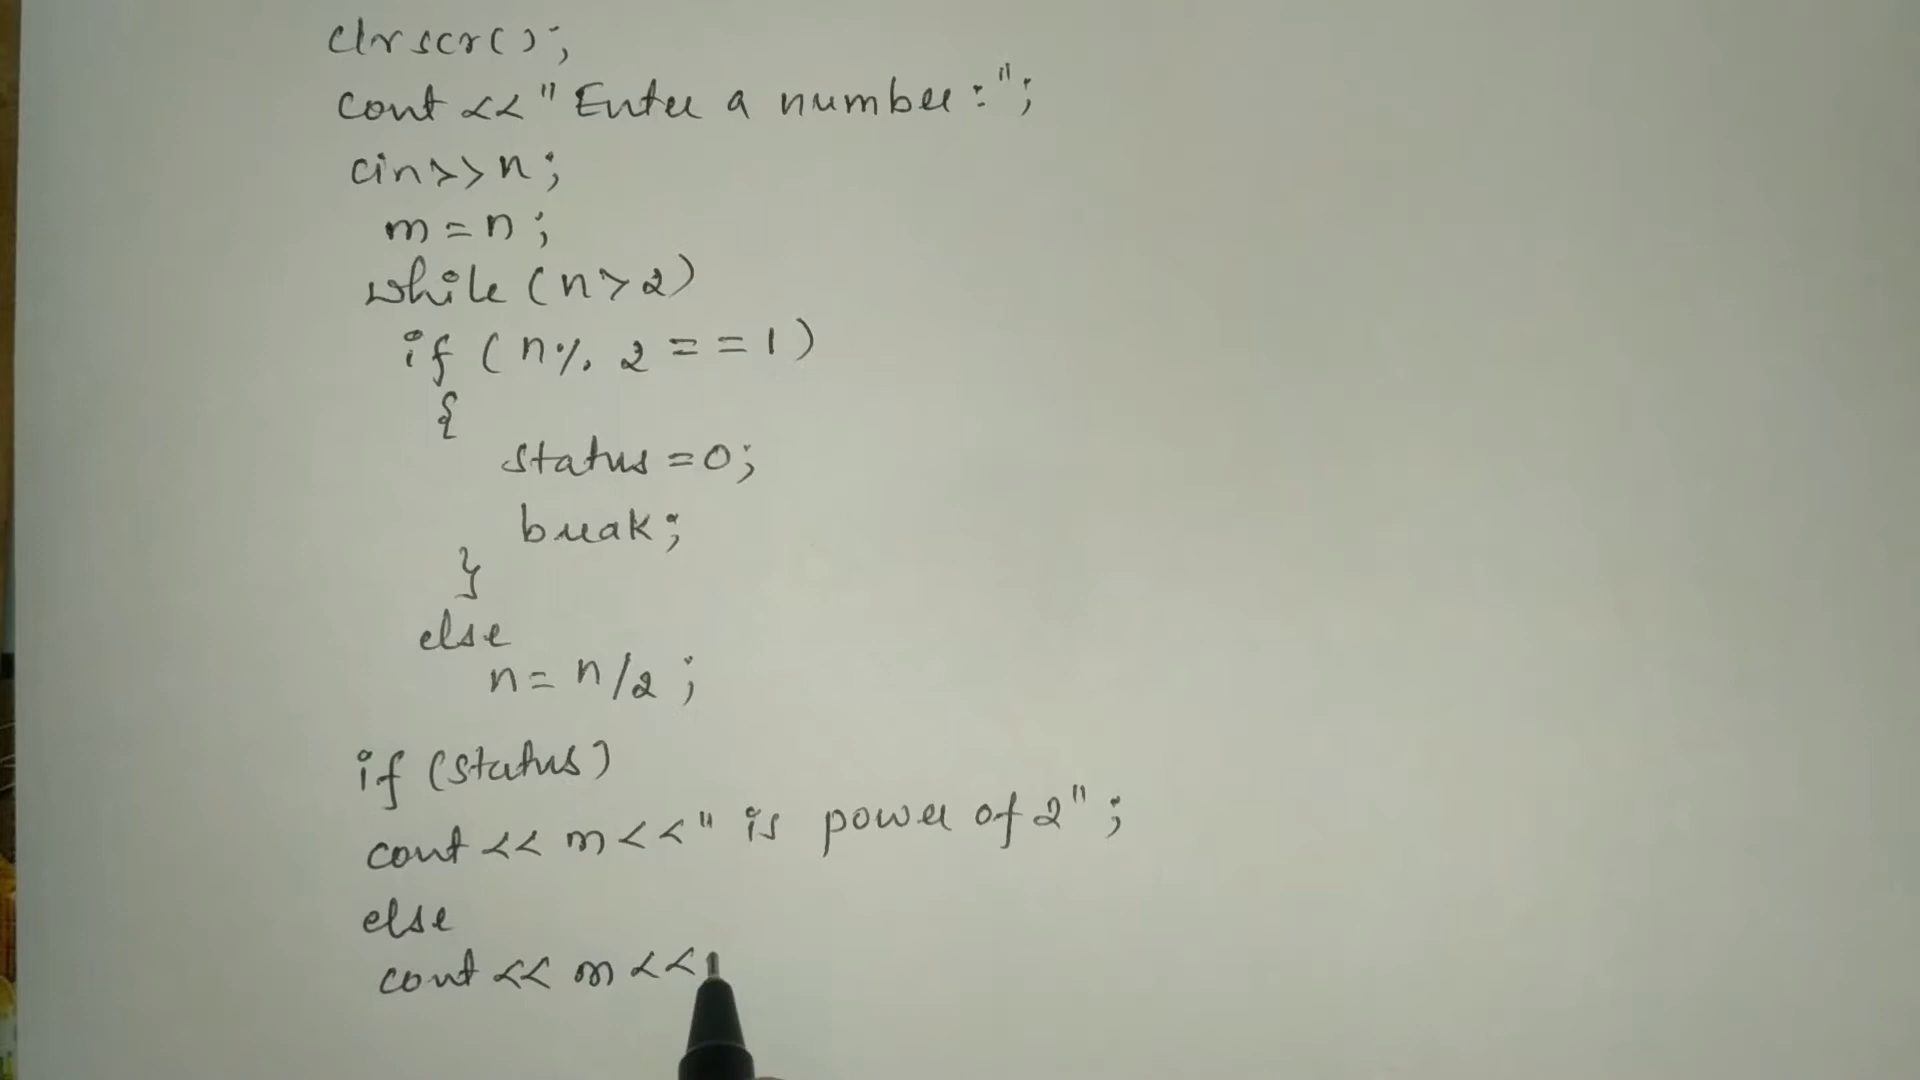 clrscr();
cout <<" Enter a number:";
cin>>n;
m=n;
while (n>2)
if (n% 2 ==1)
{
status=0;
break;
}
else
n= n/2;
if (status)
cout << m<<" is power of 2";
else
cout << m <<